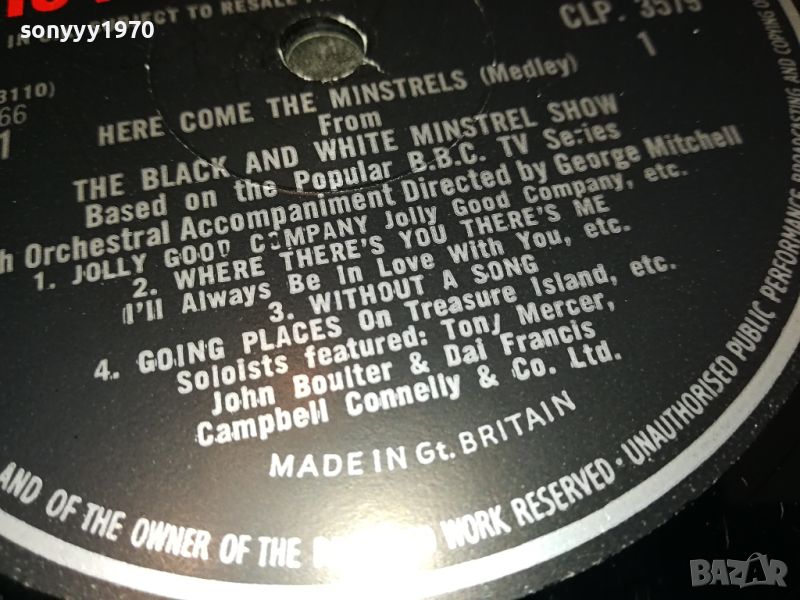 sonyyy1970
IN SUBJECT TO RESALE
CLP. 3579
3110)
66
1
1
HERE COME THE MINSTRELS (Medley)
From
THE BLACK AND WHITE MINSTREL SHOW
Based on the Popular B.B.C. TV Series
h Orchestral Accompaniment Directed by George Mitchell
1. JOLLY GOOD COMPANY Jolly Good Company, etc.
2. WHERE THERE'S YOU THERE'S ME
I'll Always Be In Love With You, etc.
3. WITHOUT A SONG
4. GOING PLACES On Treasure Island, etc.
Soloists featured: Tony Mercer,
John Boulter & Dai Francis
Campbell Connelly & Co. Ltd.
MADE IN Gt. BRITAIN
AND OF THE OWNER OF THE WORK RESERVED · UNAUTHORISED PUBLIC PERFORMANCE BROADCASTING AND COPYING O
BAZAR